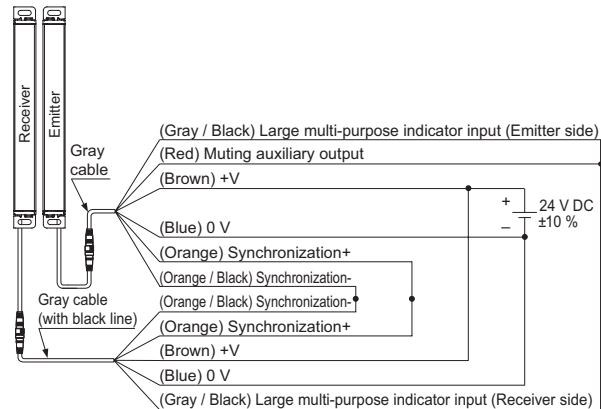 Receiver
Emitter
Gray
cable
(Gray / Black) Large multi-purpose indicator input (Emitter side)
(Red) Muting auxiliary output
(Brown) +V
+
24 V DC
±10 %
–
(Blue) 0 V
(Orange) Synchronization+
(Orange / Black) Synchronization-
Gray cable
(with black line)
(Orange / Black) Synchronization-
(Orange) Synchronization+
(Brown) +V
(Blue) 0 V
(Gray / Black) Large multi-purpose indicator input (Receiver side)